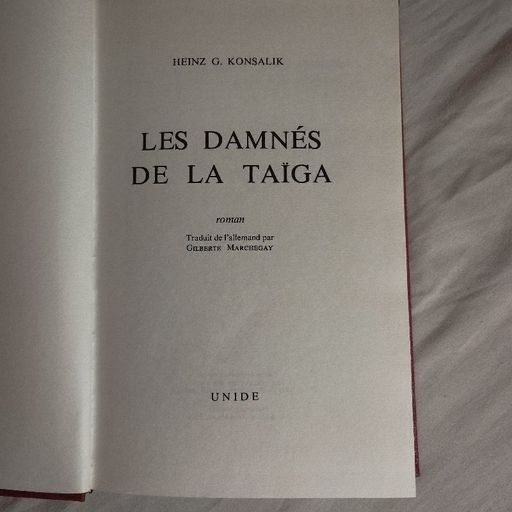 HEINZ G. KONSALIK
LES DAMNÉS
DE LA TAÏGA
roman
Traduit de l'allemand par
GILBERTE MARCHEGAY
UNIDE